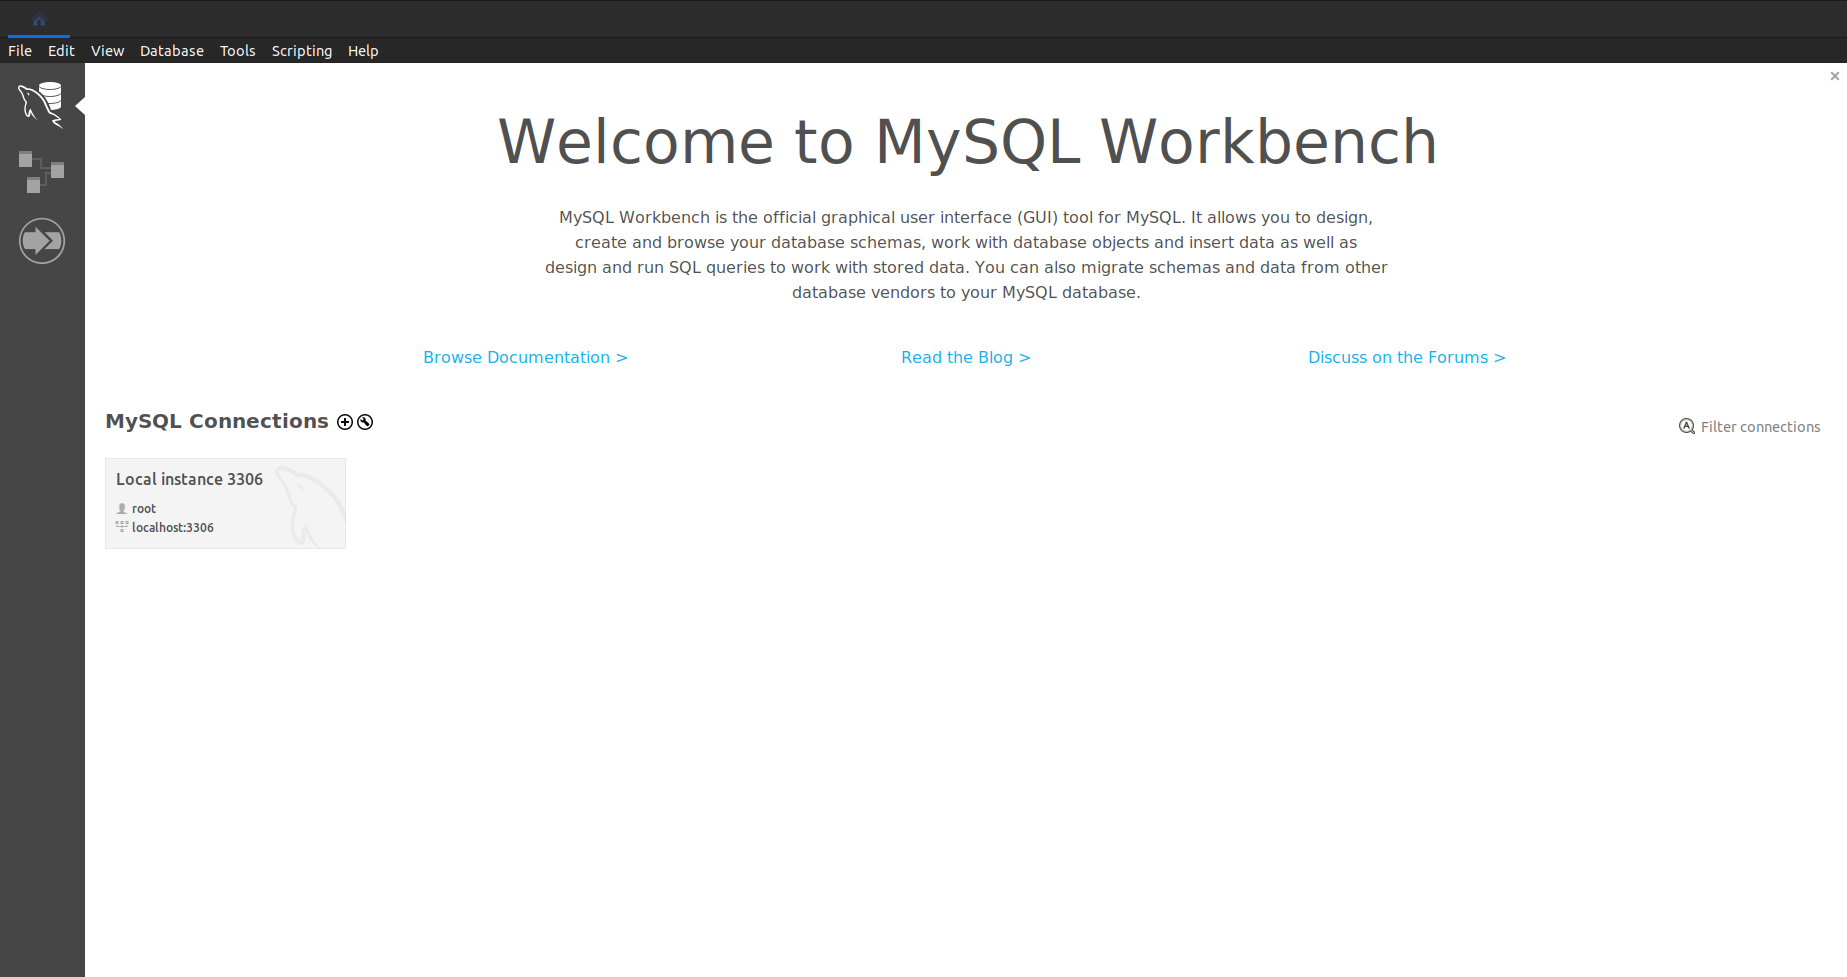 File Edit View Database Tools Scripting Help
Welcome to MySQL Workbench
MySQL Workbench is the official graphical user interface (GUI) tool for MySQL. It allows you to design,
create and browse your database schemas, work with database objects and insert data as well as
design and run SQL queries to work with stored data. You can also migrate schemas and data from other
database vendors to your MySQL database.
Browse Documentation > Read the Blog > Discuss on the Forums >
MySQL Connections
Filter connections
Local instance 3306
root
localhost:3306